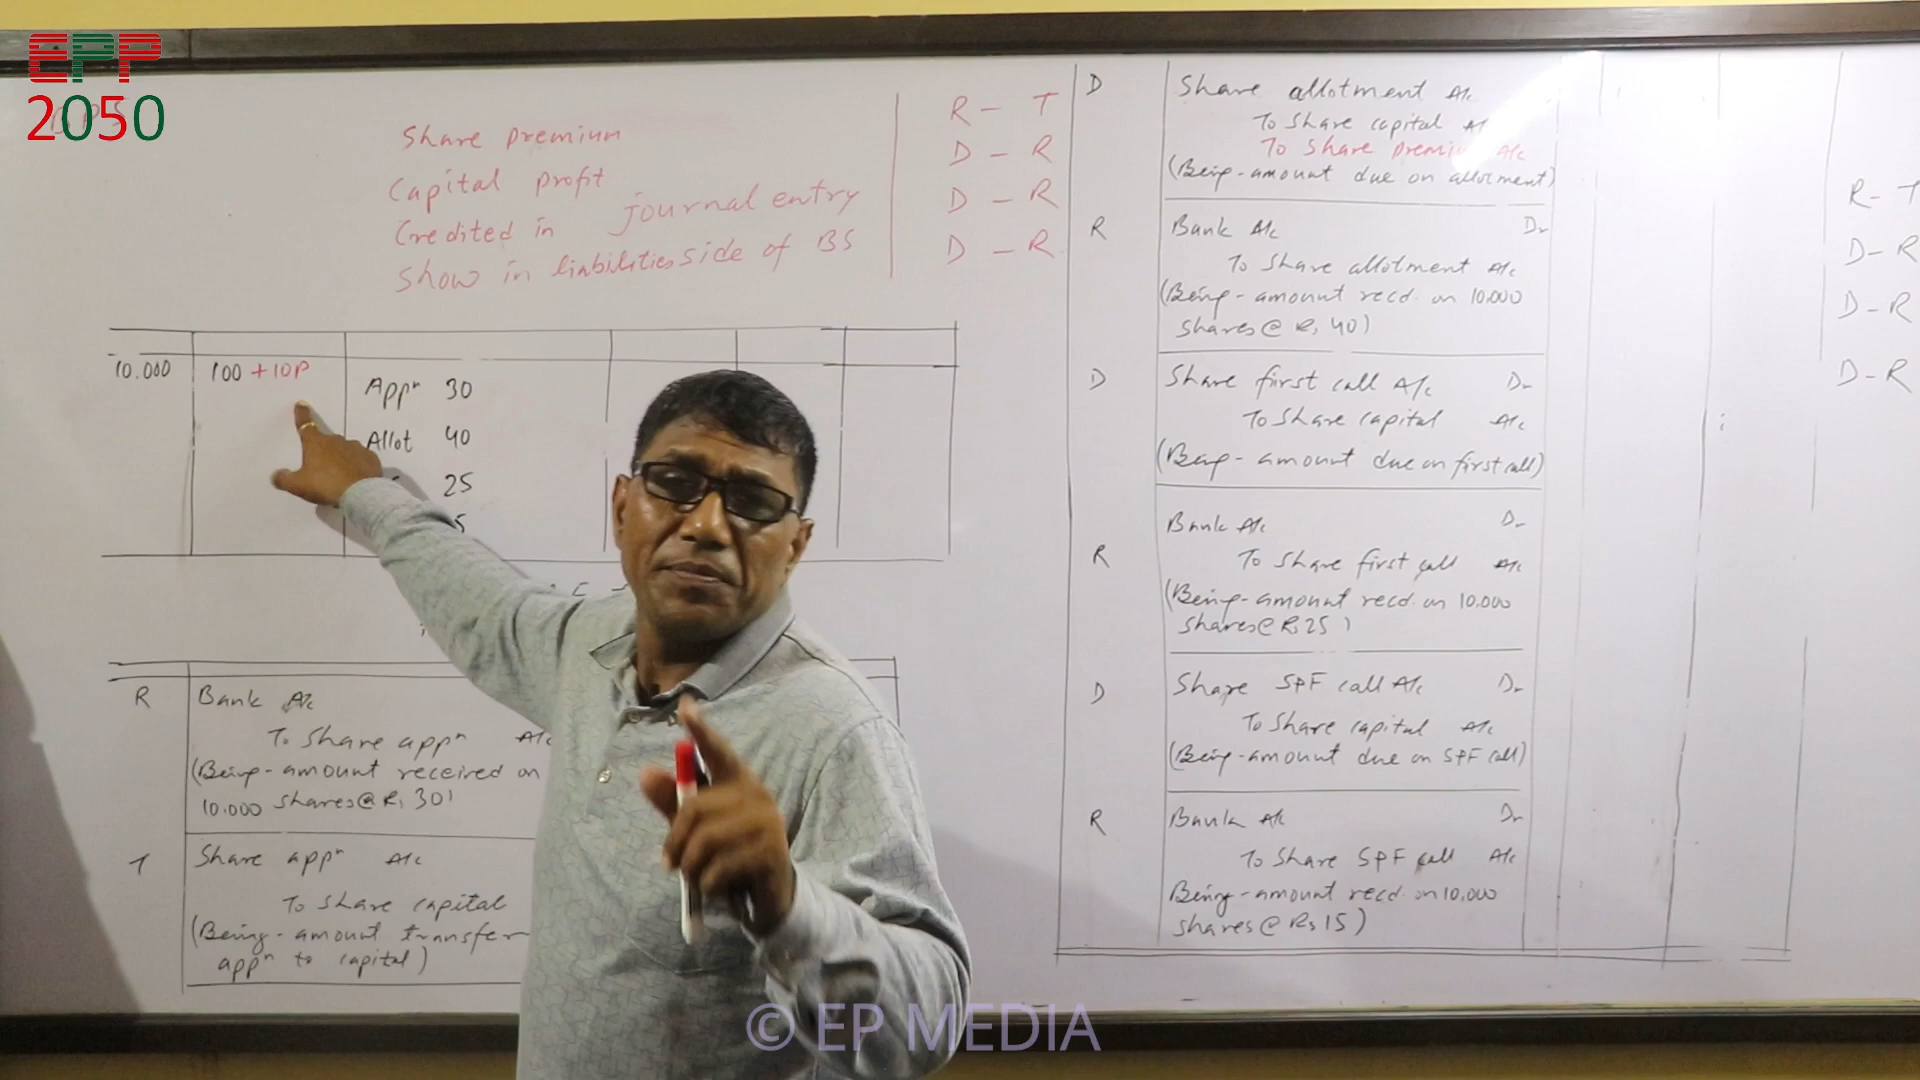 EPP
2050
Share premium
Capital profit
Credited in journal entry
Show in liabilities side of BS
R - T
D - R
D - R
D - R
10.000 100 + 10P Appⁿ 30
Allot 40
25
5
R Bank A/c
To Share appⁿ A/c
(Being - amount received on
10.000 shares @ Rs 30)
T Share appⁿ A/c
To Share capital
(Being - amount transfer
appⁿ to capital)
D Share allotment A/c
To Share capital A/c
To Share premium A/c
(Being - amount due on allotment)
R Bank A/c Dr
To Share allotment A/c
(Being - amount recd. on 10.000
Shares @ Rs 40)
D Share first call A/c Dr
To Share capital A/c
(Being - amount due on first call)
R Bank A/c Dr
To Share first call A/c
(Being - amount recd. on 10.000
Shares @ Rs 25)
D Share SPF call A/c Dr
To Share capital A/c
(Being - amount due on SPF call)
R Bank A/c Dr
To Share SPF call A/c
Being - amount recd. on 10,000
Shares @ Rs 15)
R - T
D - R
D - R
D - R
© EP MEDIA